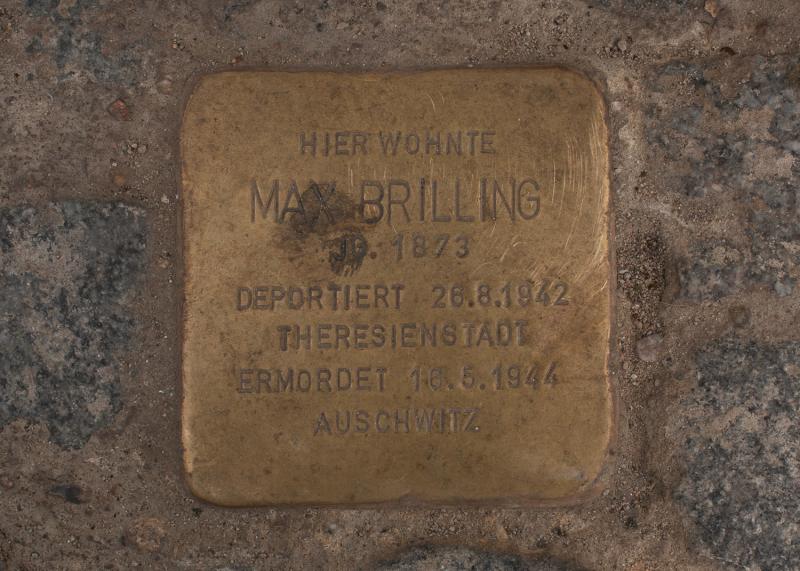 HIER WOHNTE
MAX BRILLING
JG. 1873
DEPORTIERT 26.8.1942
THERESIENSTADT
ERMORDET 16.5.1944
AUSCHWITZ